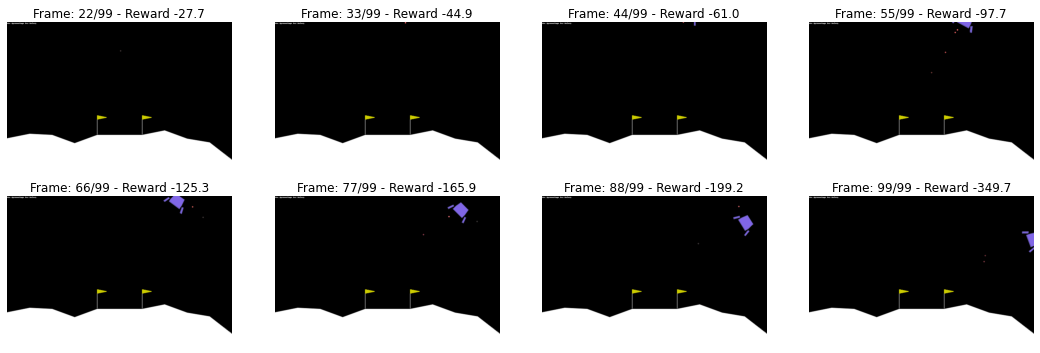 Frame: 22/99 - Reward -27.7
Frame: 33/99 - Reward -44.9
Frame: 44/99 - Reward -61.0
Frame: 55/99 - Reward -97.7
Frame: 66/99 - Reward -125.3
Frame: 77/99 - Reward -165.9
Frame: 88/99 - Reward -199.2
Frame: 99/99 - Reward -349.7